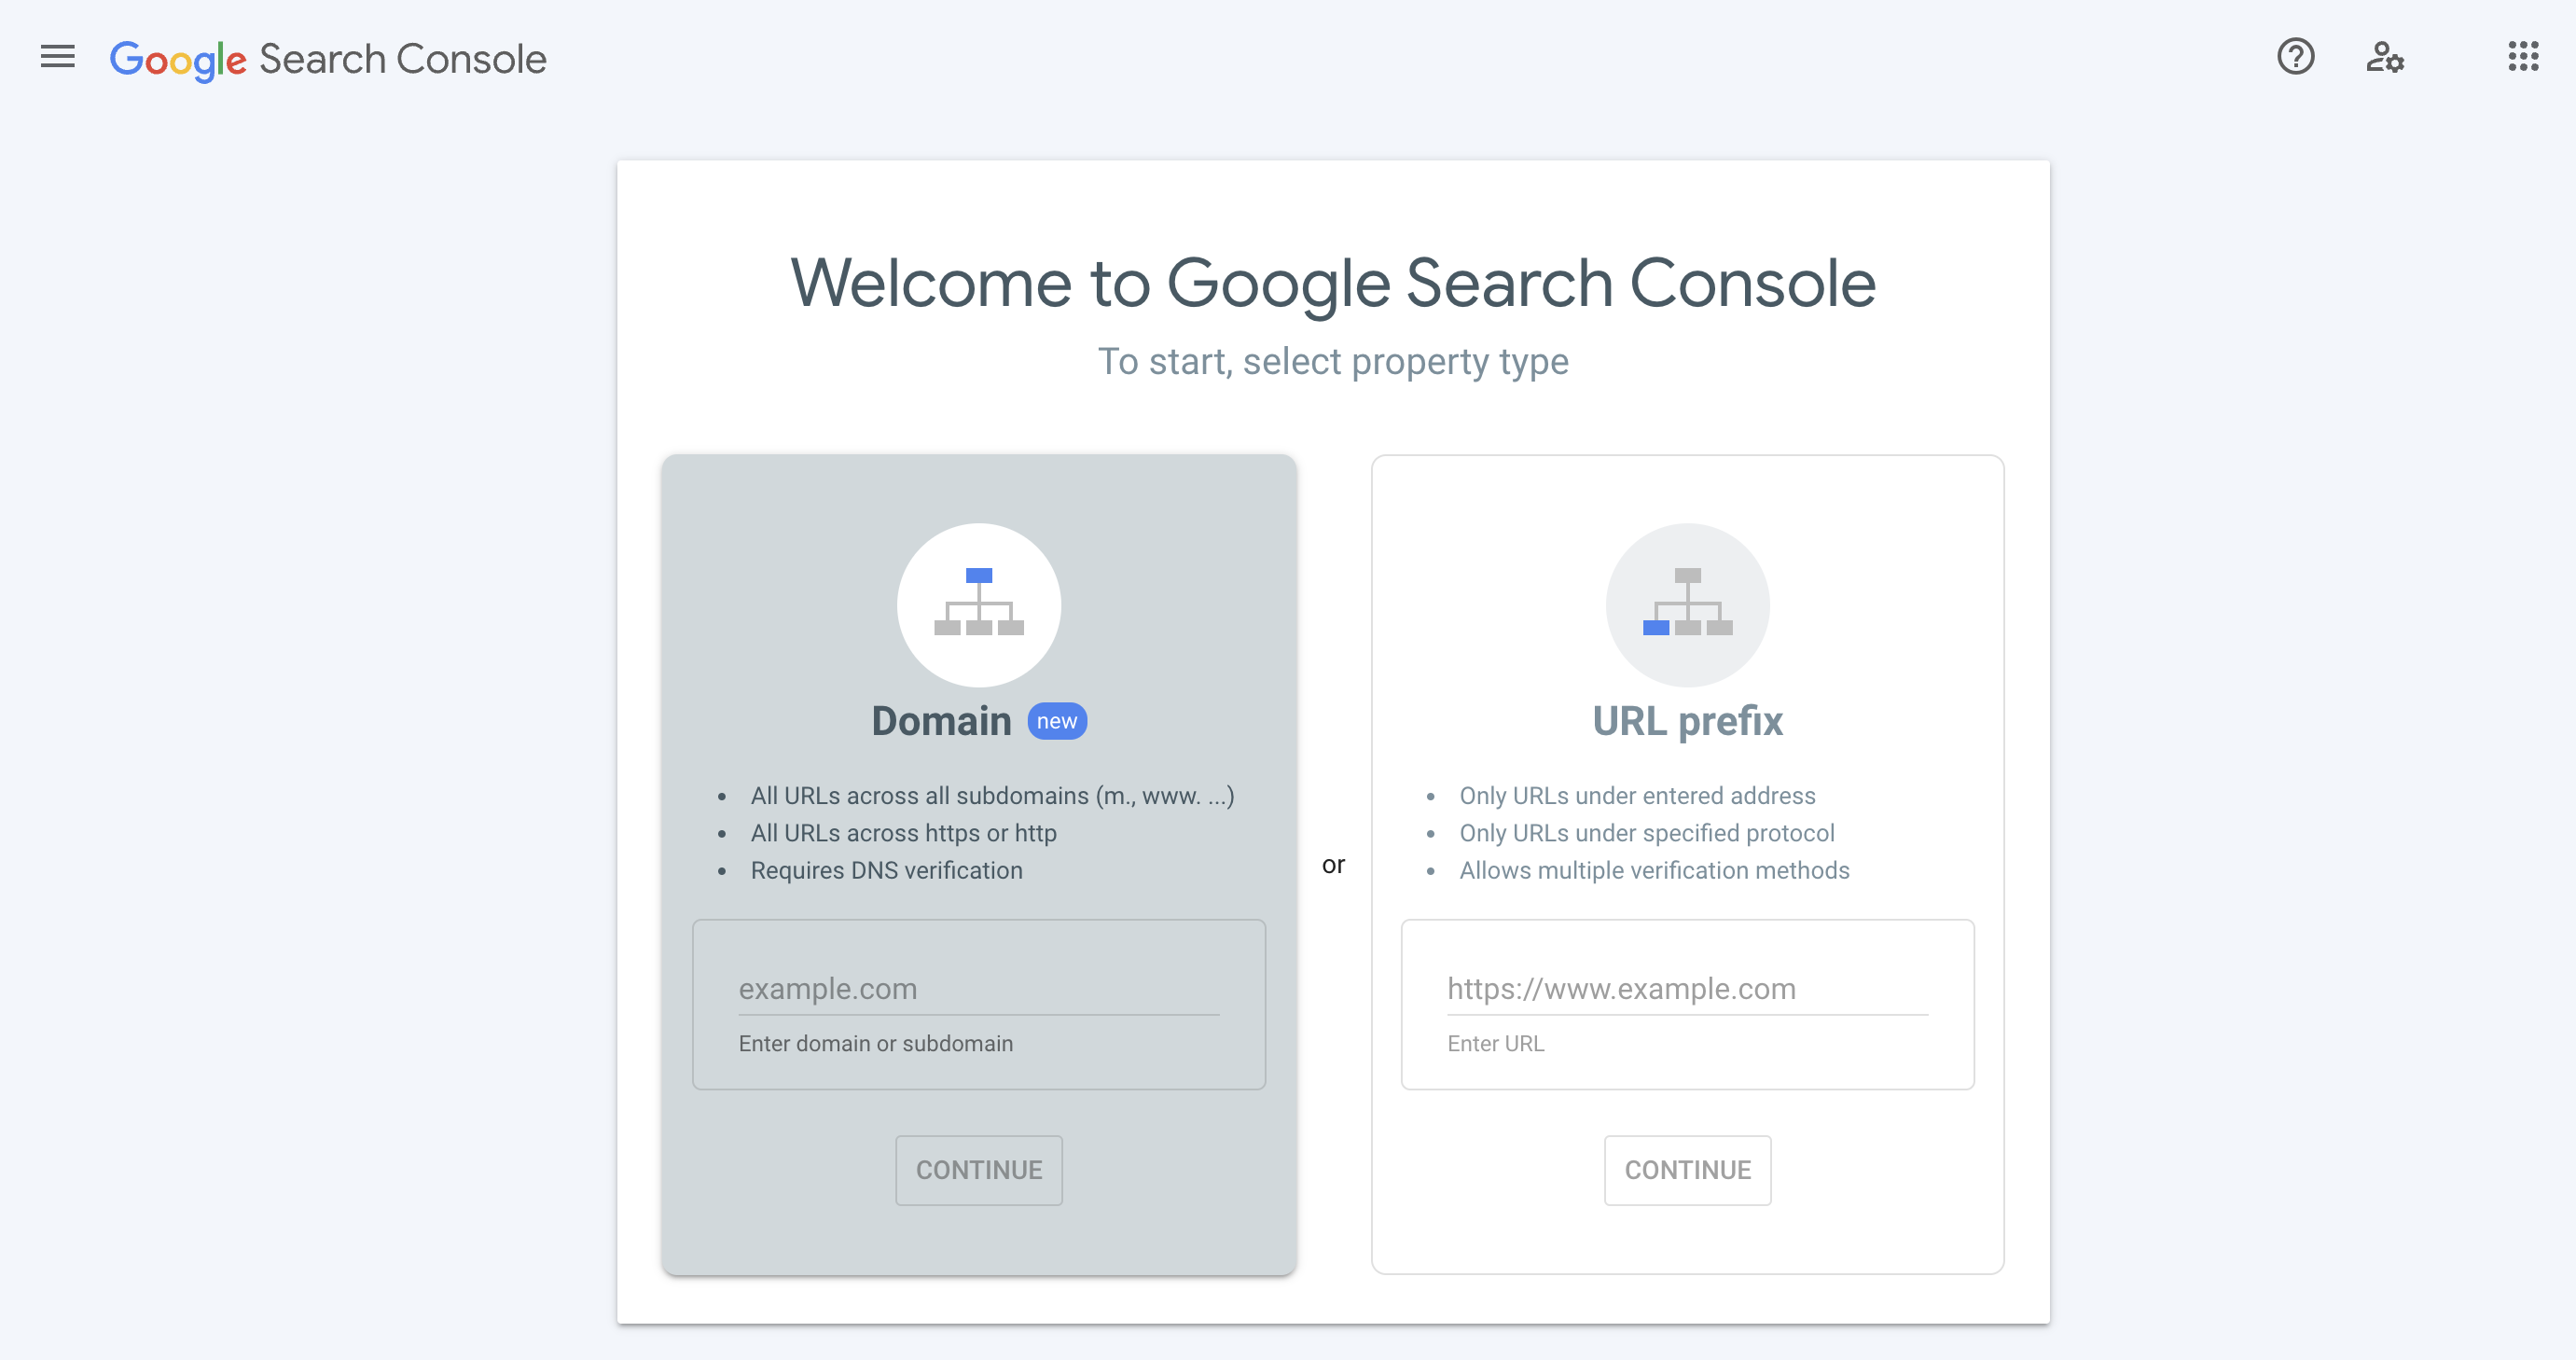 Google Search Console
Welcome to Google Search Console
To start, select property type
Domain new
• All URLs across all subdomains (m., www. ...)
• All URLs across https or http
• Requires DNS verification
example.com
Enter domain or subdomain
CONTINUE
or
URL prefix
• Only URLs under entered address
• Only URLs under specified protocol
• Allows multiple verification methods
https://www.example.com
Enter URL
CONTINUE